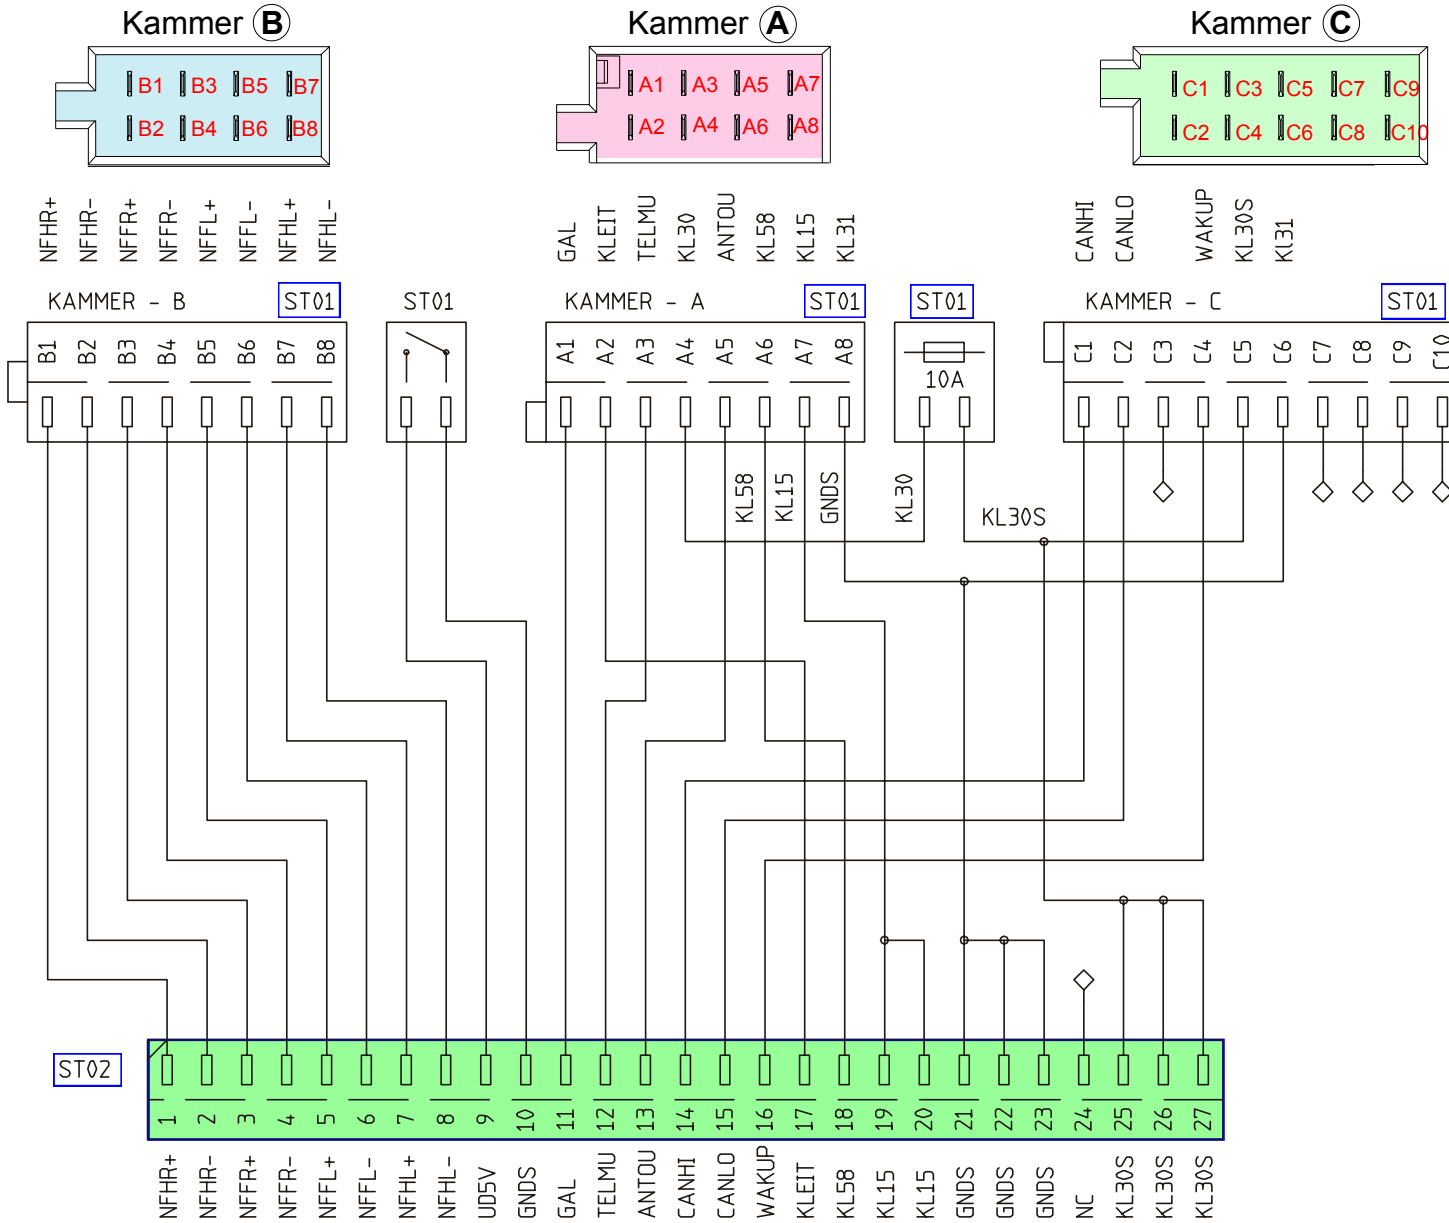 Kammer B
Kammer A
Kammer C
B1 B3 B5 B7
B2 B4 B6 B8
A1 A3 A5 A7
A2 A4 A6 A8
C1 C3 C5 C7 C9
C2 C4 C6 C8 C10
NFHR+
NFHR-
NFFR+
NFFR-
NFFL+
NFFL-
NFHL+
NFHL-
GAL
KLEIT
TELMU
KL30
ANTOU
KL58
KL15
KL31
CANHI
CANLO
WAKUP
KL30S
Kl31
KAMMER - B
ST01
ST01
KAMMER - A
ST01
ST01
KAMMER - C
ST01
B1 B2 B3 B4 B5 B6 B7 B8
A1 A2 A3 A4 A5 A6 A7 A8
10A
C1 C2 C3 C4 C5 C6 C7 C8 C9 C10
KL58
KL15
GNDS
KL30
KL30S
ST02
1 2 3 4 5 6 7 8 9 10 11 12 13 14 15 16 17 18 19 20 21 22 23 24 25 26 27
NFHR+
NFHR-
NFFR+
NFFR-
NFFL+
NFFL-
NFHL+
NFHL-
UD5V
GNDS
GAL
TELMU
ANTOU
CANHI
CANLO
WAKUP
KLEIT
KL58
KL15
KL15
GNDS
GNDS
GNDS
NC
KL30S
KL30S
KL30S